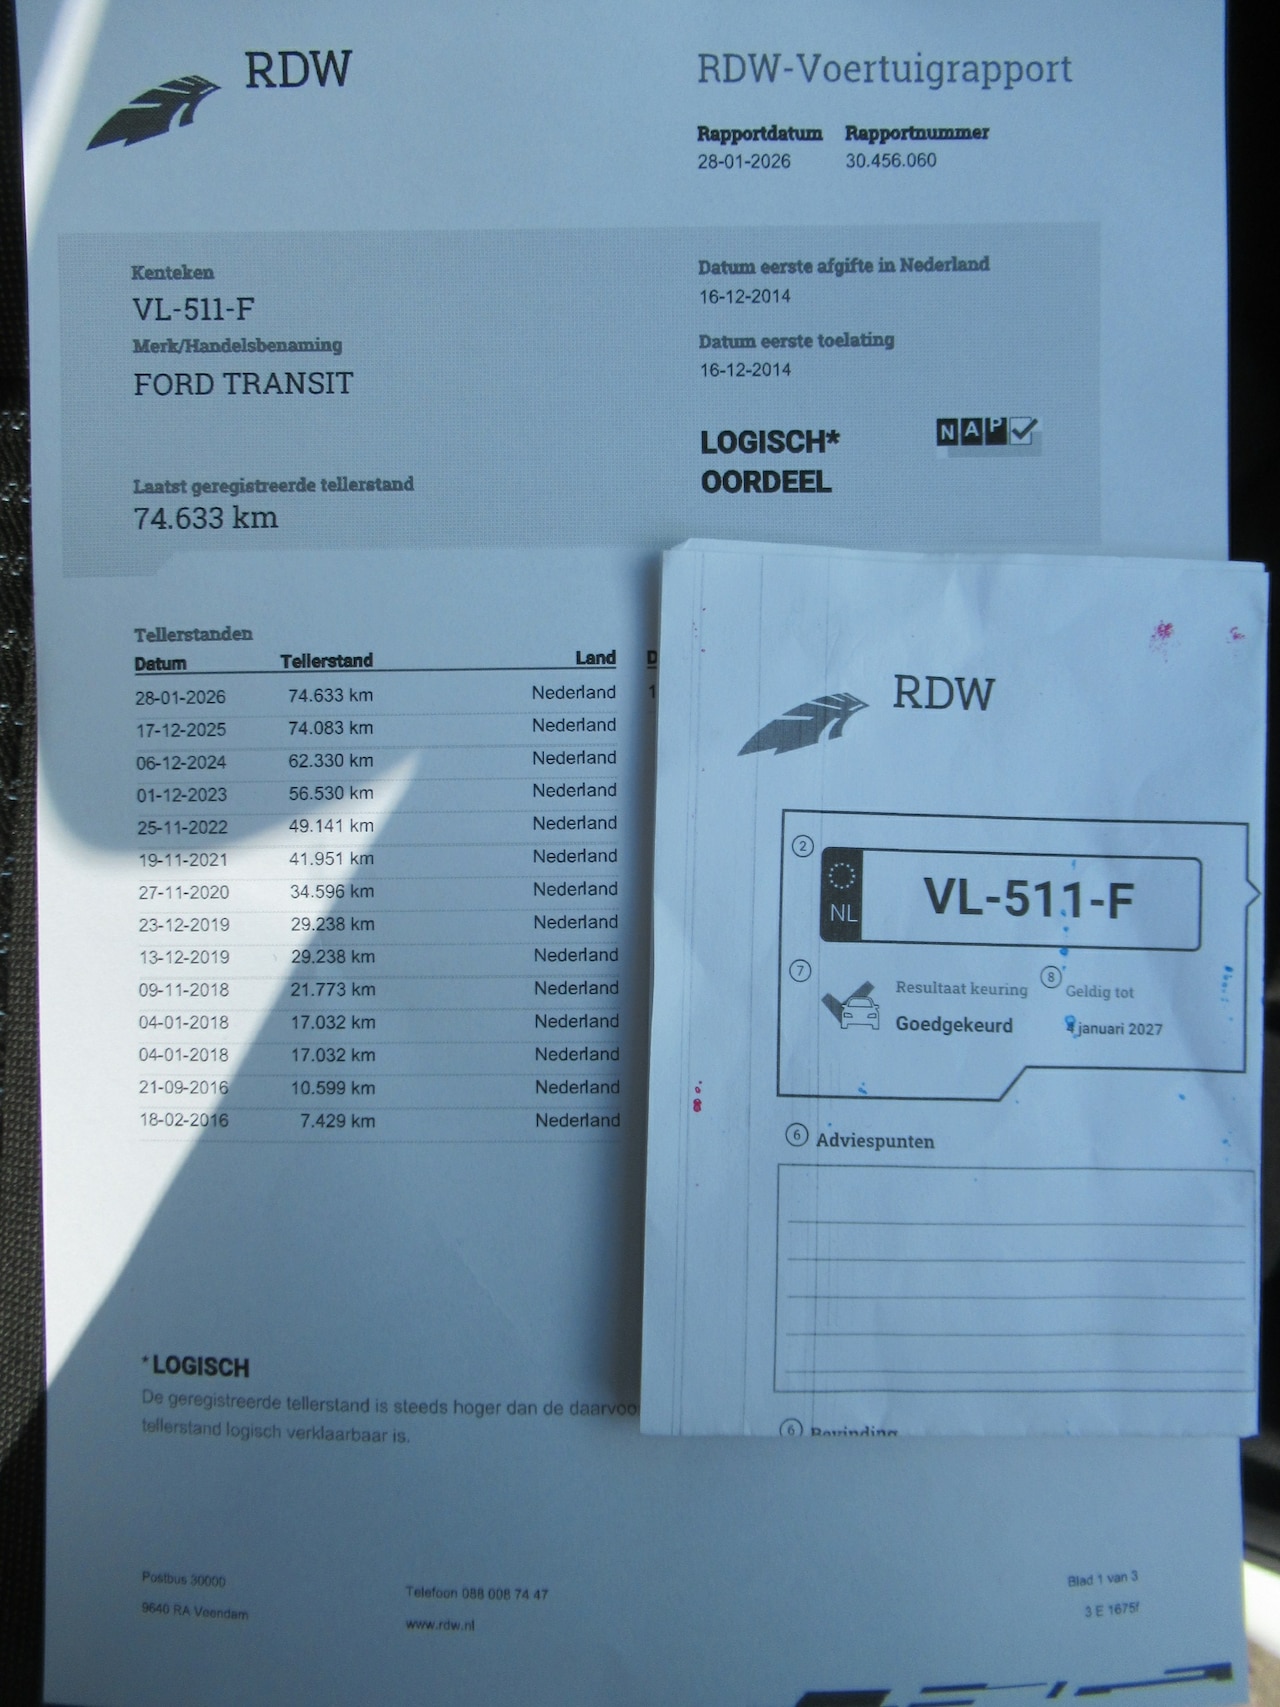 RDW
RDW-Voertuigrapport
Rapportdatum Rapportnummer
28-01-2026 30.456.060
Kenteken
VL-511-F
Merk/Handelsbenaming
FORD TRANSIT
Laatst geregistreerde tellerstand
74.633 km
Datum eerste afgifte in Nederland
16-12-2014
Datum eerste toelating
16-12-2014
LOGISCH*
OORDEEL
NAP
Tellerstanden
Datum Tellerstand Land D
28-01-2026 74.633 km Nederland 1
17-12-2025 74.083 km Nederland
06-12-2024 62.330 km Nederland
01-12-2023 56.530 km Nederland
25-11-2022 49.141 km Nederland
19-11-2021 41.951 km Nederland
27-11-2020 34.596 km Nederland
23-12-2019 29.238 km Nederland
13-12-2019 29.238 km Nederland
09-11-2018 21.773 km Nederland
04-01-2018 17.032 km Nederland
04-01-2018 17.032 km Nederland
21-09-2016 10.599 km Nederland
18-02-2016 7.429 km Nederland
*LOGISCH
De geregistreerde tellerstand is steeds hoger dan de daarvoo
tellerstand logisch verklaarbaar is.
Postbus 30000
9640 RA Veendam
Telefoon 088 008 74 47
www.rdw.nl
Blad 1 van 3
3 E 1675f
RDW
2
NL
VL-511-F
7
Resultaat keuring
Goedgekeurd
8 Geldig tot
januari 2027
6 Adviespunten
6 Bevinding